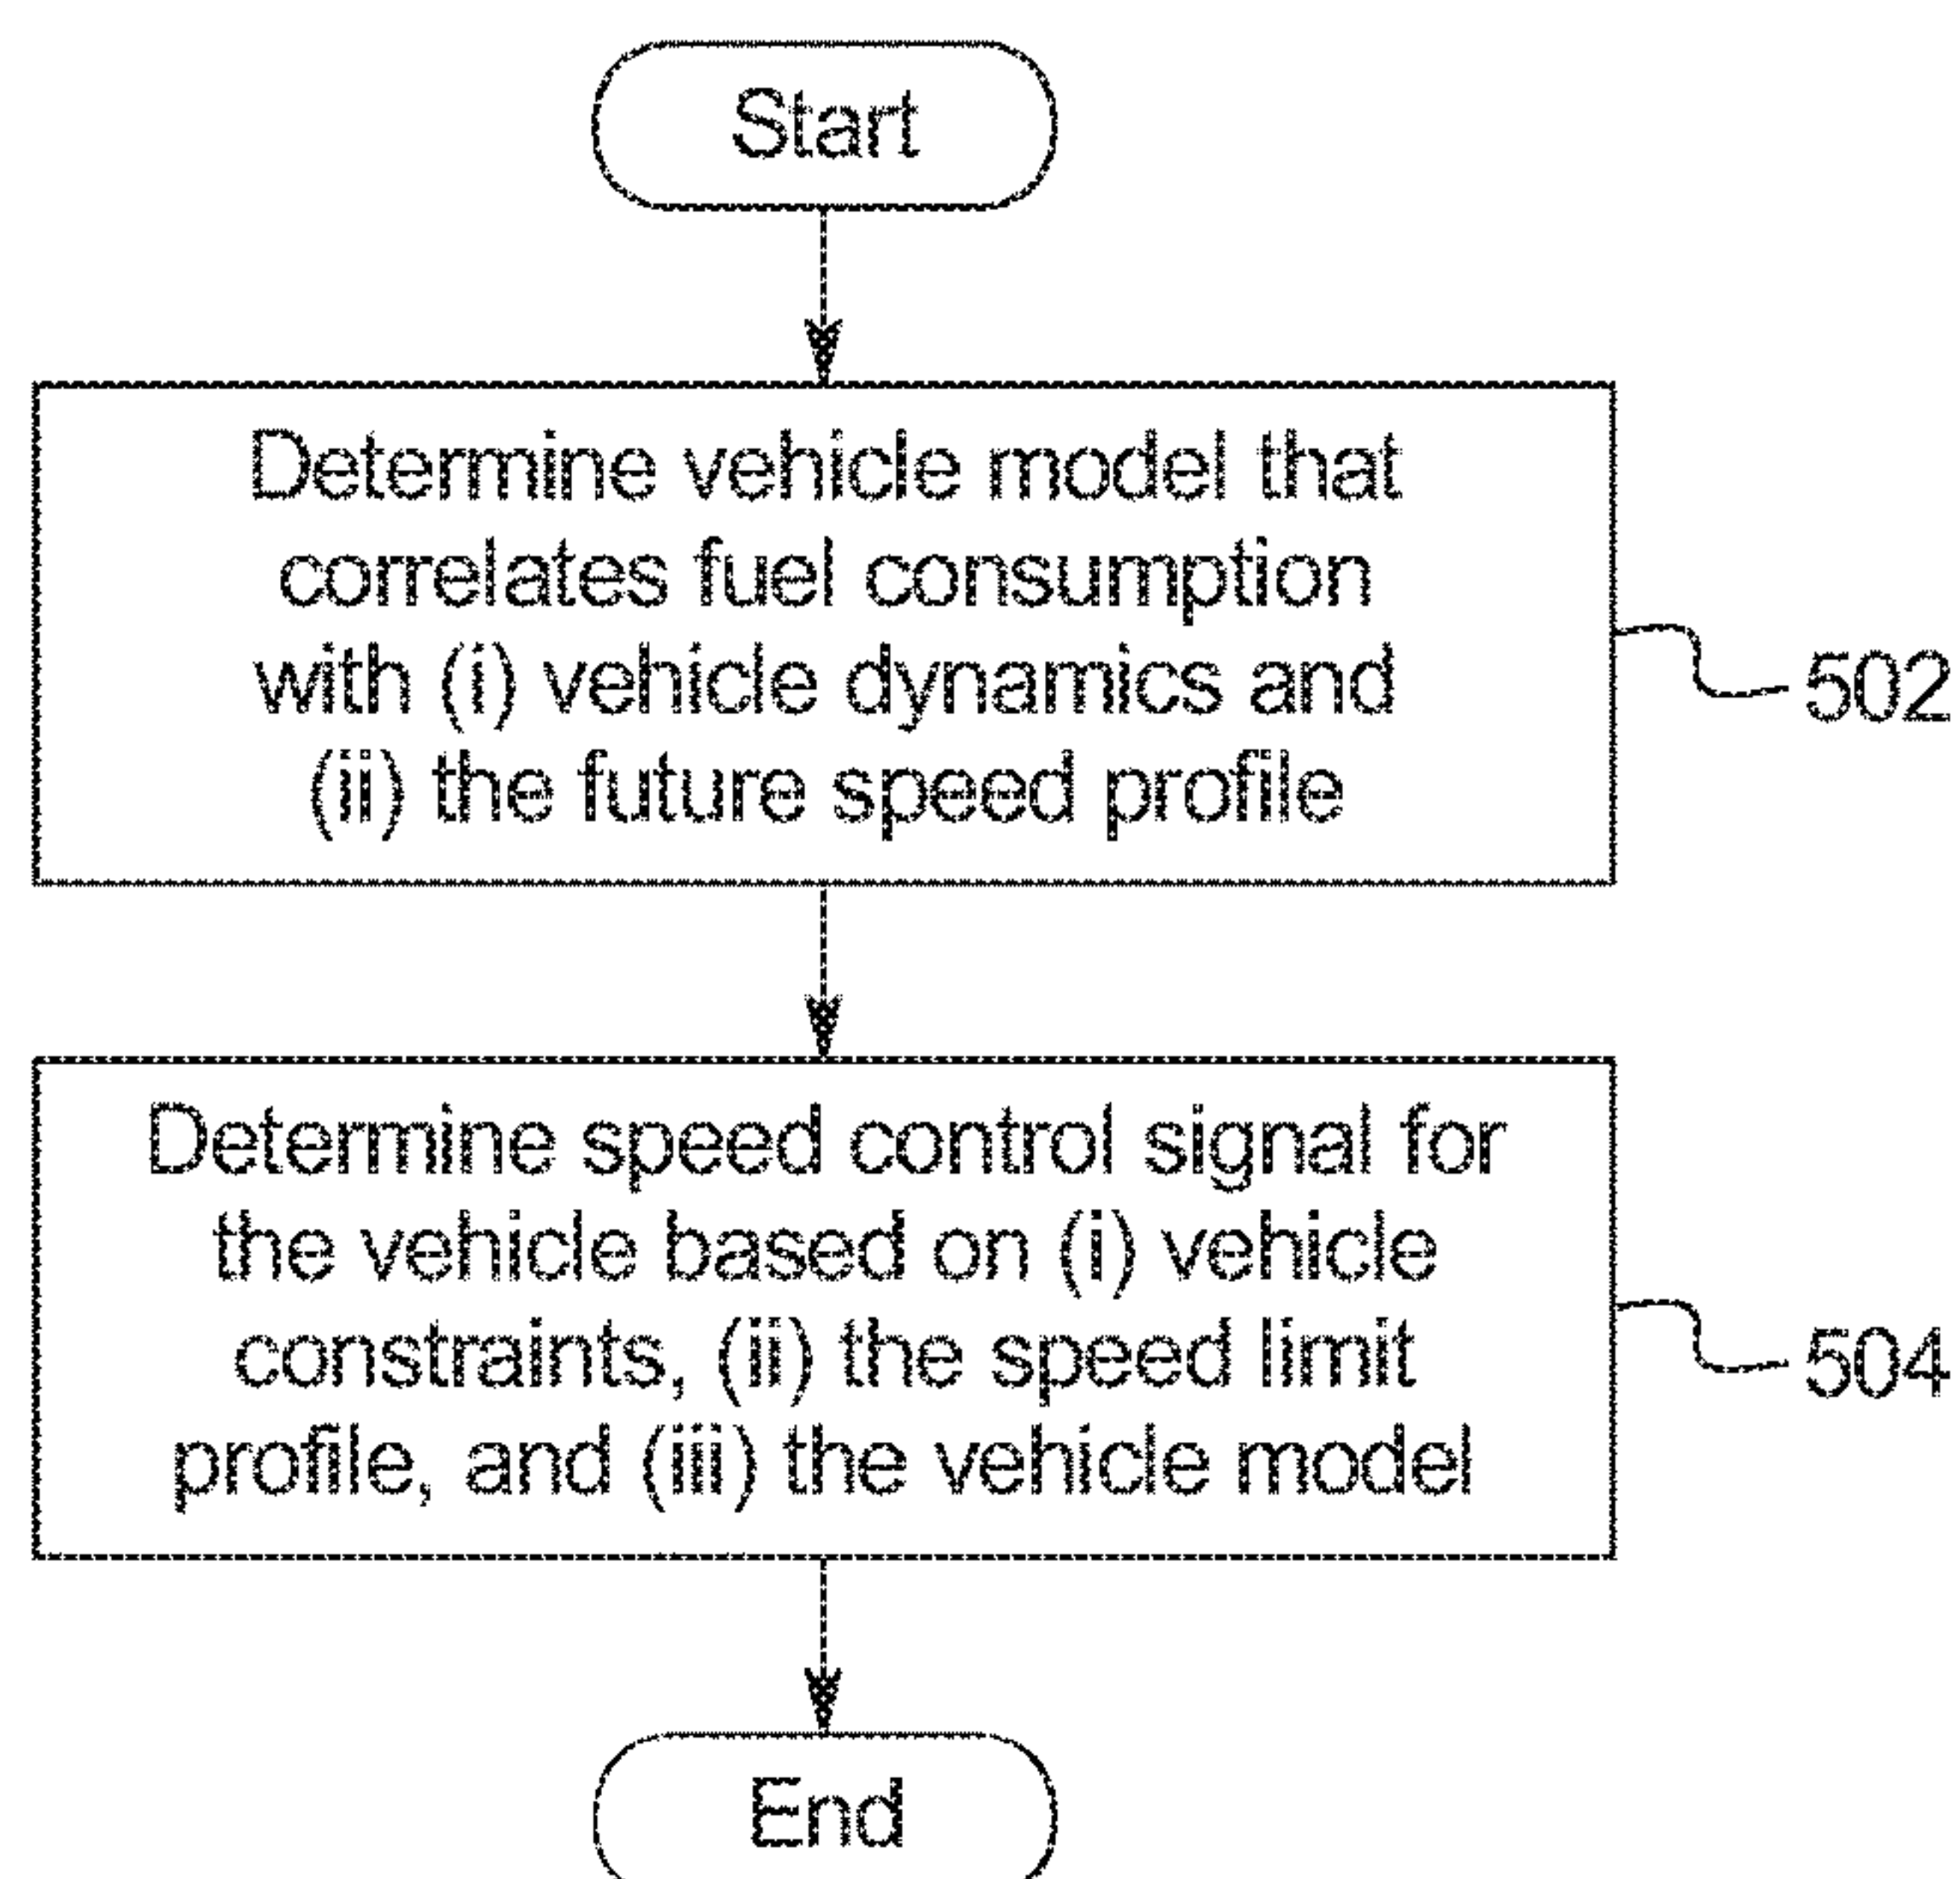 Start
Determine vehicle model that
correlates fuel consumption
with (i) vehicle dynamics and
(ii) the future speed profile
502
Determine speed control signal for
the vehicle based on (i) vehicle
constraints, (ii) the speed limit
profile, and (iii) the vehicle model
504
End